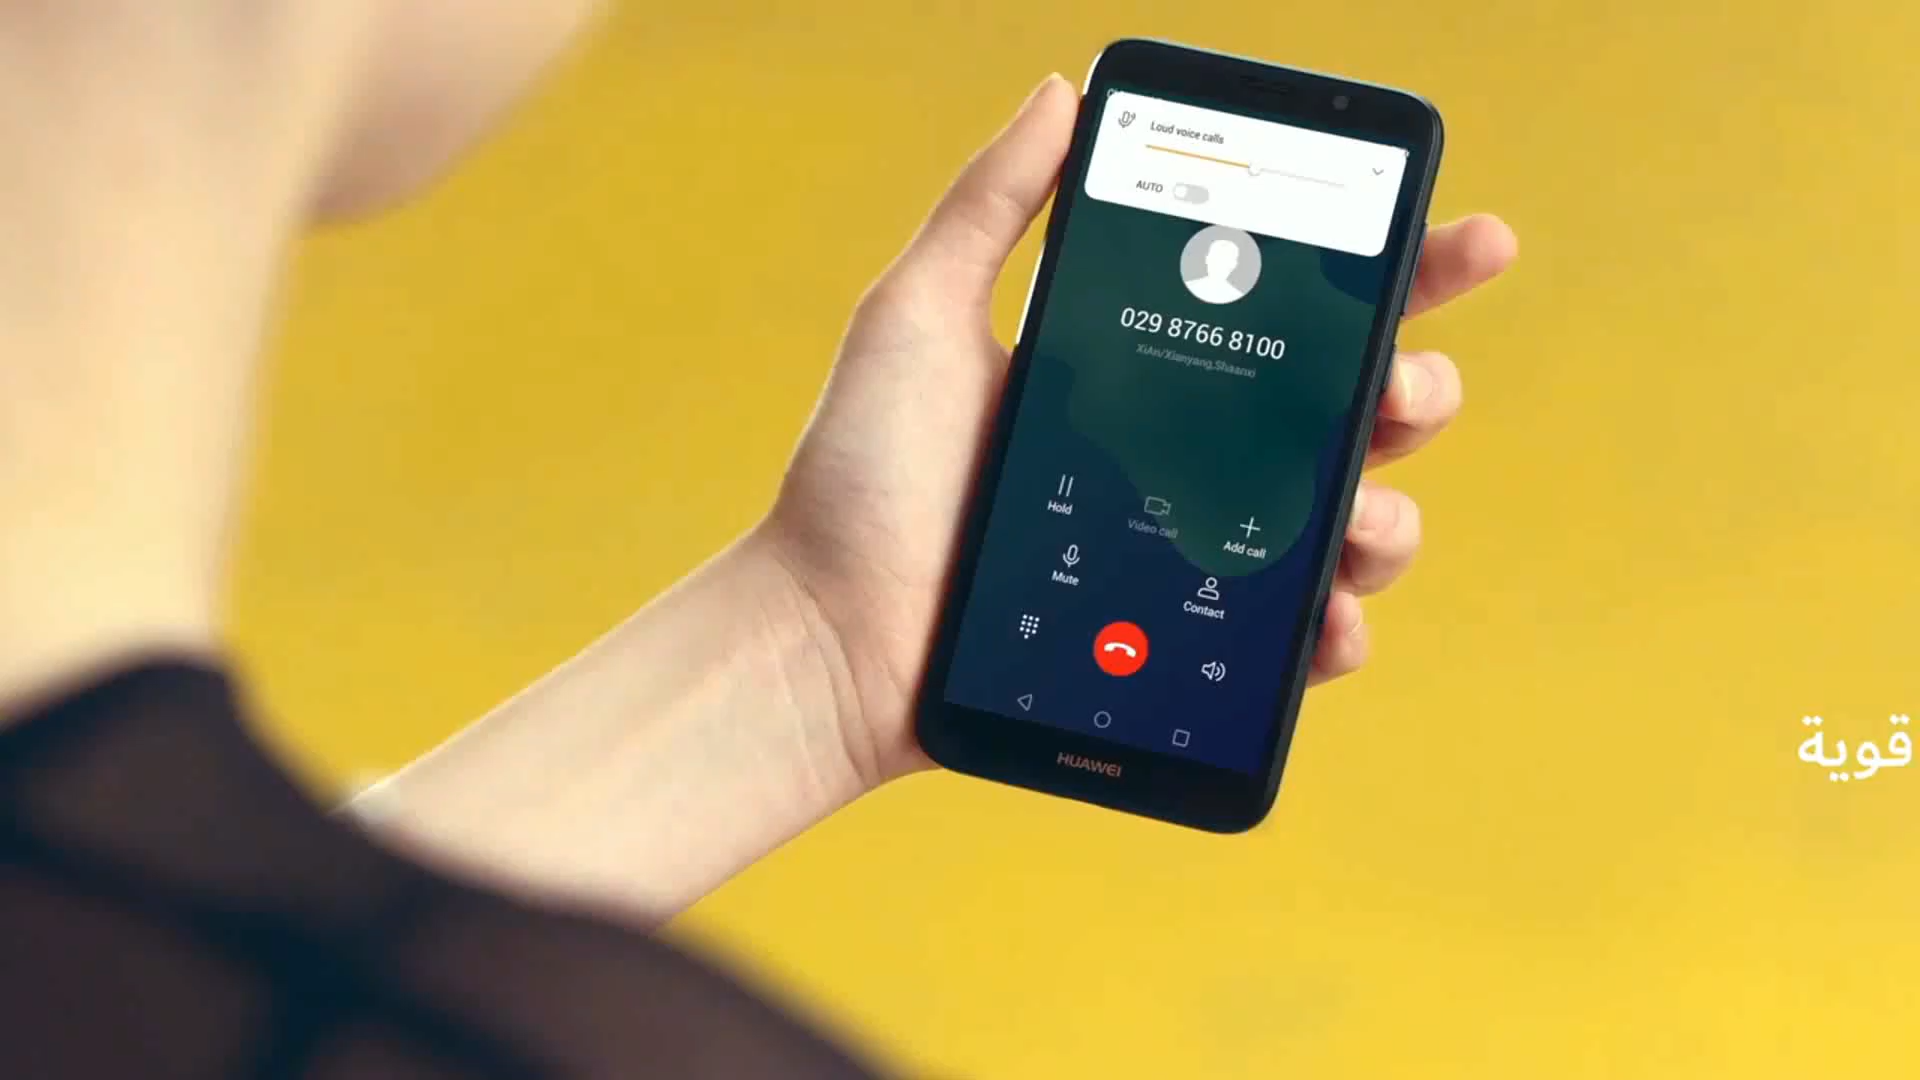 Loud voice calls
AUTO
029 8766 8100
XiAn/Xianyang,Shaanxi
Hold
Video call
Add call
Mute
Contact
HUAWEI
قوية